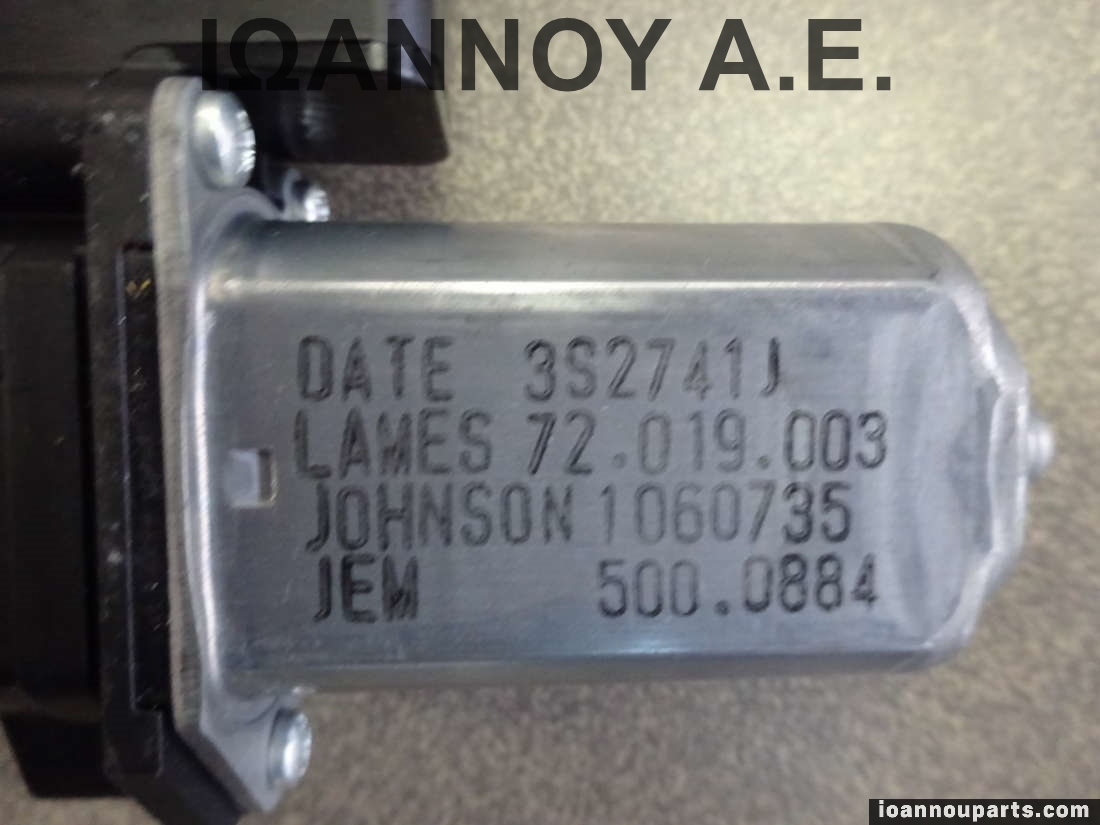 ΙΩΑΝΝΟΥ Α.Ε.
DATE 3S2741J
LAMES 72.019.003
JOHNSON 1060735
JEM 500.0884
ioannouparts.com